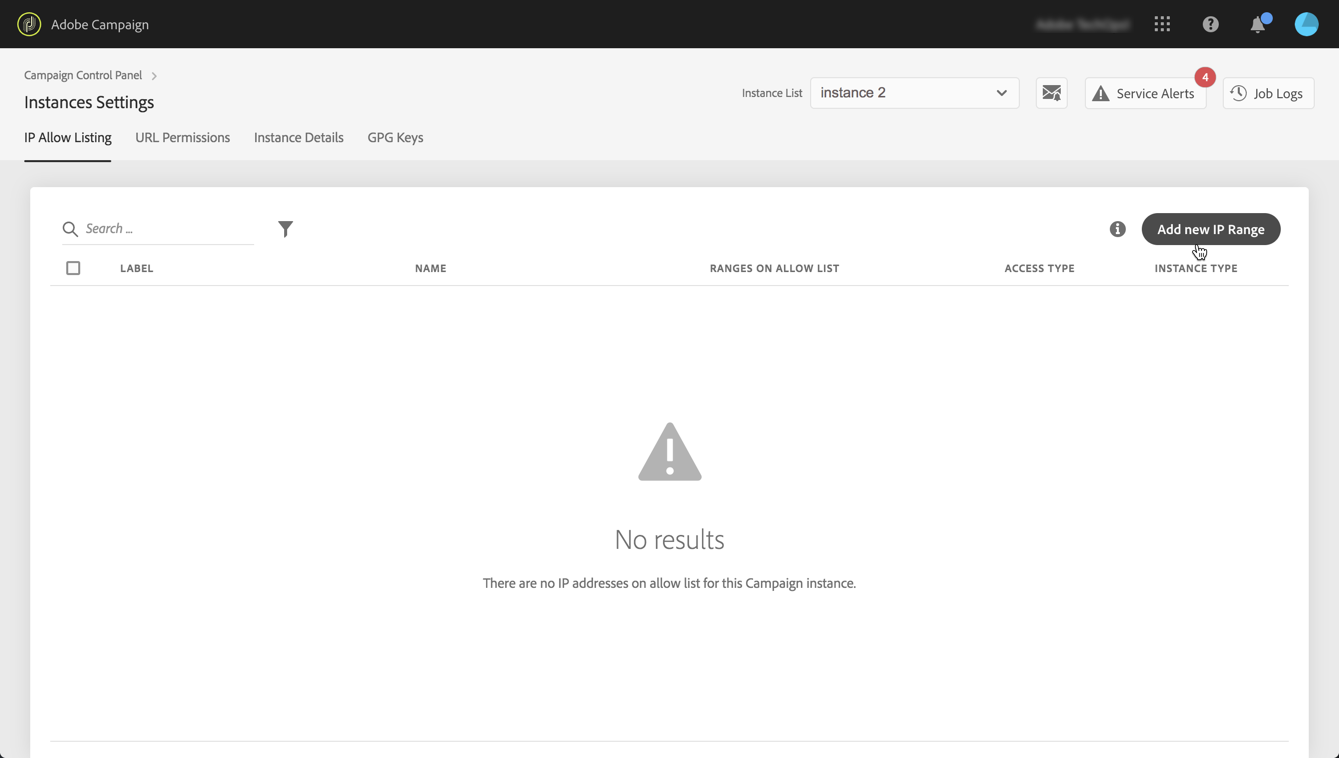 Adobe Campaign
Campaign Control Panel
Instances Settings
Instance List
instance 2
4
Service Alerts
Job Logs
IP Allow Listing
URL Permissions
Instance Details
GPG Keys
Search ...
Add new IP Range
LABEL
NAME
RANGES ON ALLOW LIST
ACCESS TYPE
INSTANCE TYPE
No results
There are no IP addresses on allow list for this Campaign instance.